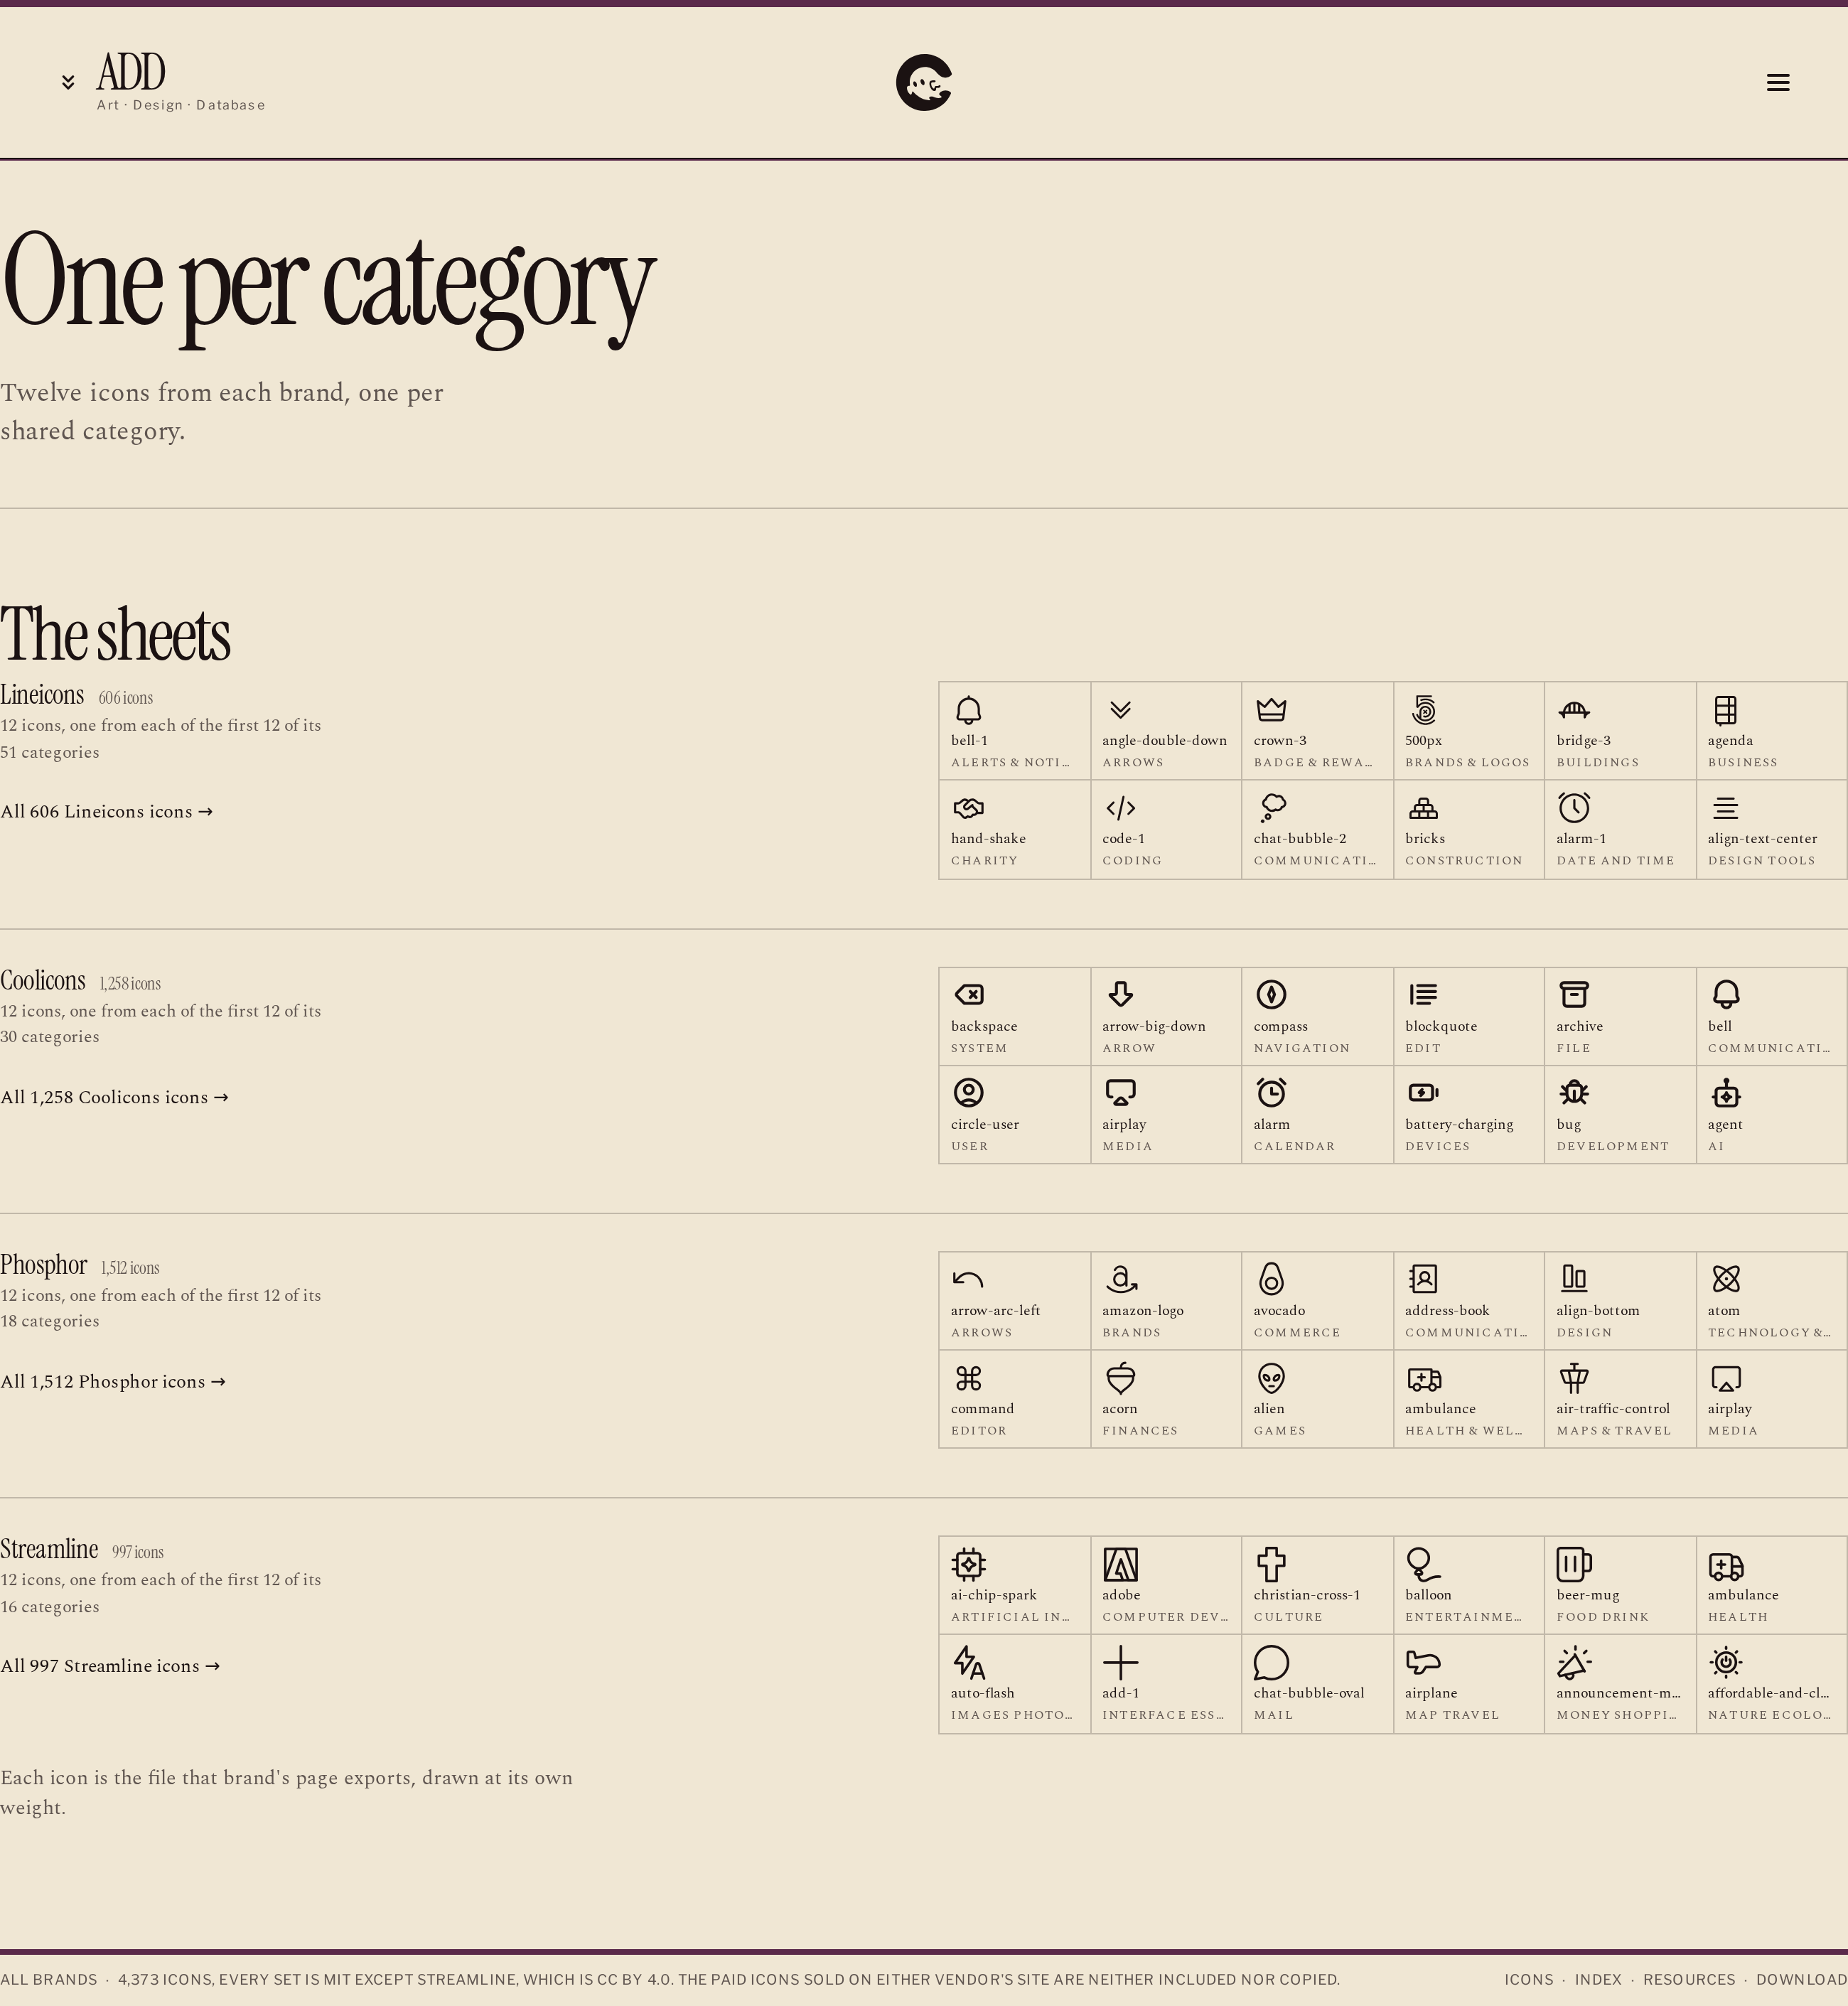 ADD
Art · Design · Database
One per category
Twelve icons from each brand, one per
shared category.
The sheets
Lineicons 606 icons
12 icons, one from each of the first 12 of its
51 categories
All 606 Lineicons icons →
bell-1 angle-double-down crown-3 500px bridge-3 agenda
ALERTS & NOTI… ARROWS BADGE & REWA… BRANDS & LOGOS BUILDINGS BUSINESS
hand-shake code-1 chat-bubble-2 bricks alarm-1 align-text-center
CHARITY CODING COMMUNICATI… CONSTRUCTION DATE AND TIME DESIGN TOOLS
Coolicons 1,258 icons
12 icons, one from each of the first 12 of its
30 categories
All 1,258 Coolicons icons →
backspace arrow-big-down compass blockquote archive bell
SYSTEM ARROW NAVIGATION EDIT FILE COMMUNICATI…
circle-user airplay alarm battery-charging bug agent
USER MEDIA CALENDAR DEVICES DEVELOPMENT AI
Phosphor 1,512 icons
12 icons, one from each of the first 12 of its
18 categories
All 1,512 Phosphor icons →
arrow-arc-left amazon-logo avocado address-book align-bottom atom
ARROWS BRANDS COMMERCE COMMUNICATI… DESIGN TECHNOLOGY &…
command acorn alien ambulance air-traffic-control airplay
EDITOR FINANCES GAMES HEALTH & WEL… MAPS & TRAVEL MEDIA
Streamline 997 icons
12 icons, one from each of the first 12 of its
16 categories
All 997 Streamline icons →
ai-chip-spark adobe christian-cross-1 balloon beer-mug ambulance
ARTIFICIAL IN… COMPUTER DEV… CULTURE ENTERTAINME… FOOD DRINK HEALTH
auto-flash add-1 chat-bubble-oval airplane announcement-m… affordable-and-cl…
IMAGES PHOTO… INTERFACE ESS… MAIL MAP TRAVEL MONEY SHOPPI… NATURE ECOLO…
Each icon is the file that brand's page exports, drawn at its own
weight.
ALL BRANDS · 4,373 ICONS, EVERY SET IS MIT EXCEPT STREAMLINE, WHICH IS CC BY 4.0. THE PAID ICONS SOLD ON EITHER VENDOR'S SITE ARE NEITHER INCLUDED NOR COPIED. ICONS · INDEX · RESOURCES · DOWNLOAD